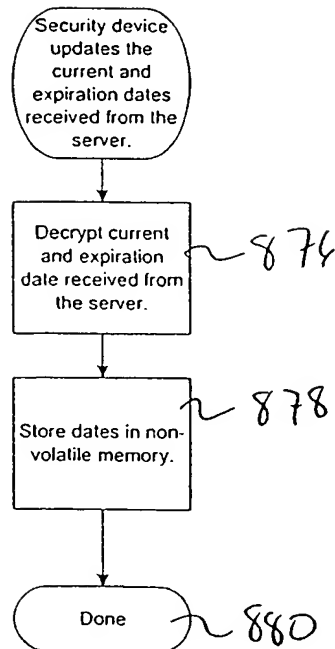 Security device
updates the
current and
expiration dates
received from the
server.
Decrypt current
and expiration
date received from
the server.
876
Store dates in non-
volatile memory.
878
Done
880